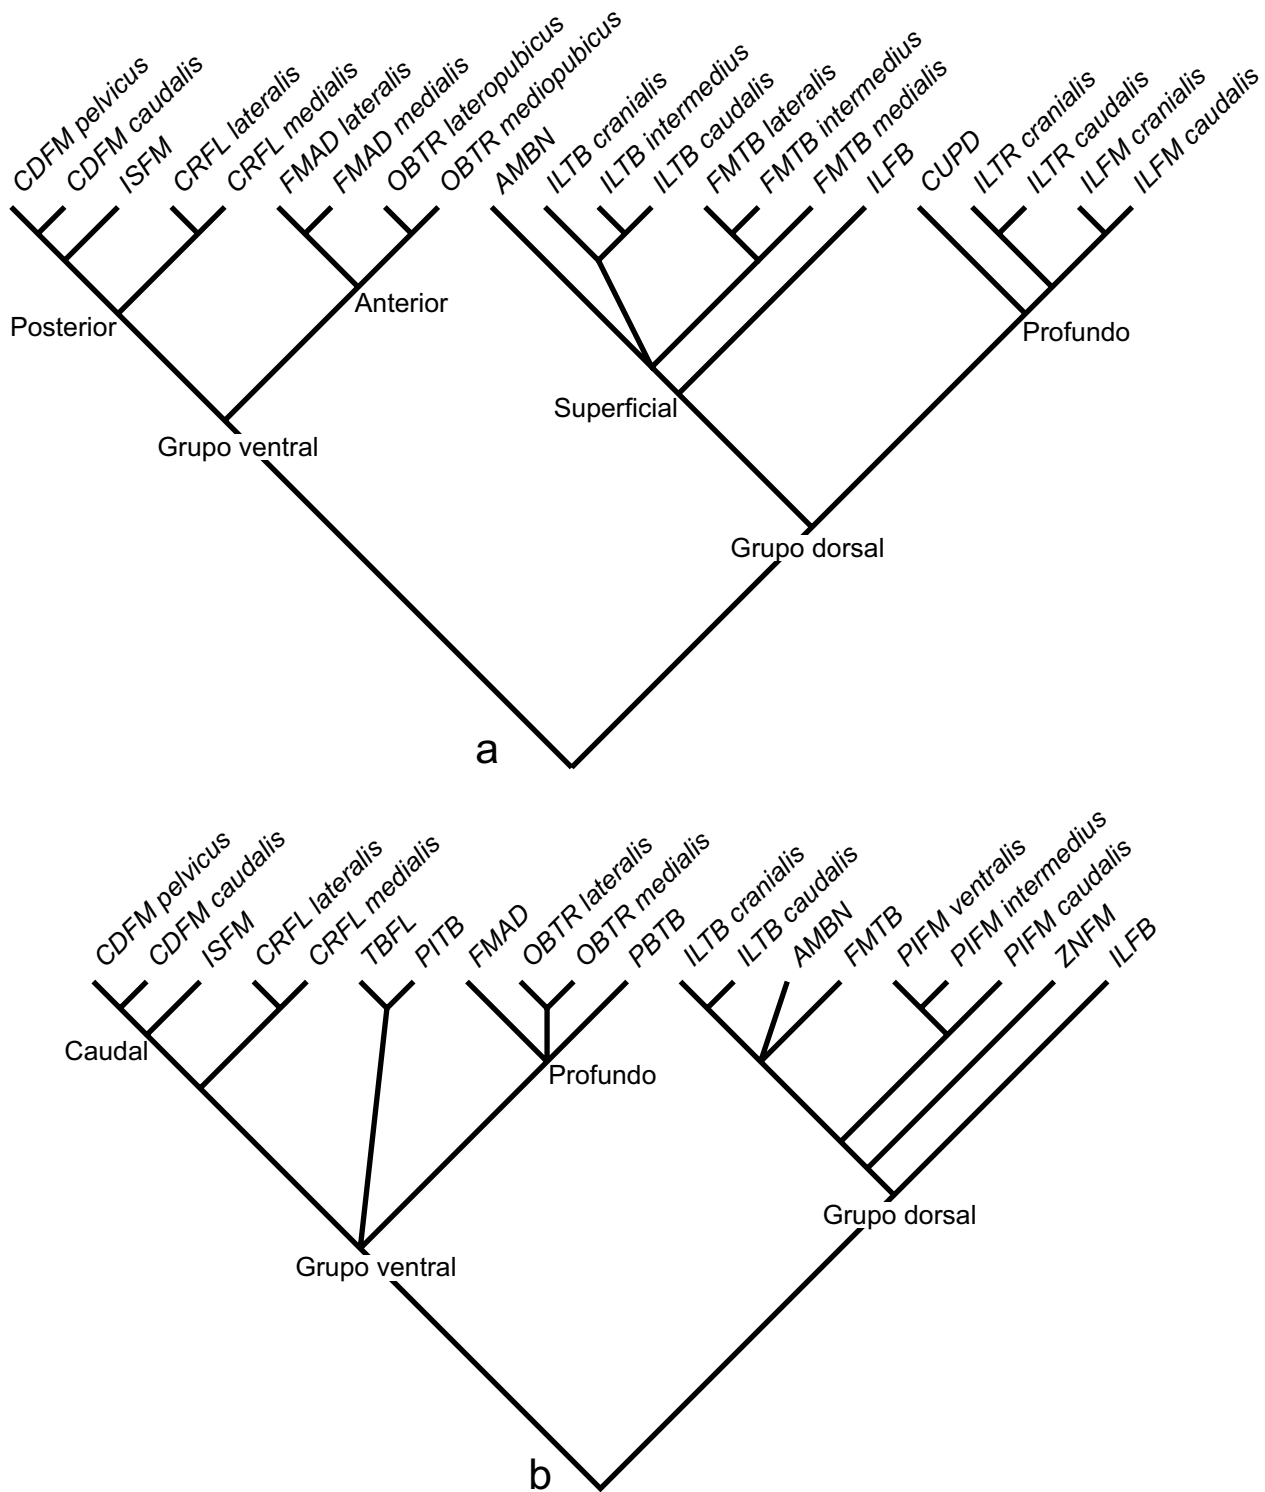 CDFM pelvicus
CDFM caudalis
ISFM
CRFL lateralis
CRFL medialis
FMAD lateralis
FMAD medialis
OBTR lateropubicus
OBTR mediopubicus
AMBN
ILTB cranialis
ILTB intermedius
ILTB caudalis
FMTB lateralis
FMTB intermedius
FMTB medialis
ILFB
CUPD
ILTR cranialis
ILTR caudalis
ILFM cranialis
ILFM caudalis
Anterior
Posterior
Profundo
Superficial
Grupo ventral
Grupo dorsal
a
CDFM pelvicus
CDFM caudalis
ISFM
CRFL lateralis
CRFL medialis
TBFL
PITB
FMAD
OBTR lateralis
OBTR medialis
PBTB
ILTB cranialis
ILTB caudalis
AMBN
FMTB
PIFM ventralis
PIFM intermedius
PIFM caudalis
ZNFM
ILFB
Caudal
Profundo
Grupo dorsal
Grupo ventral
b